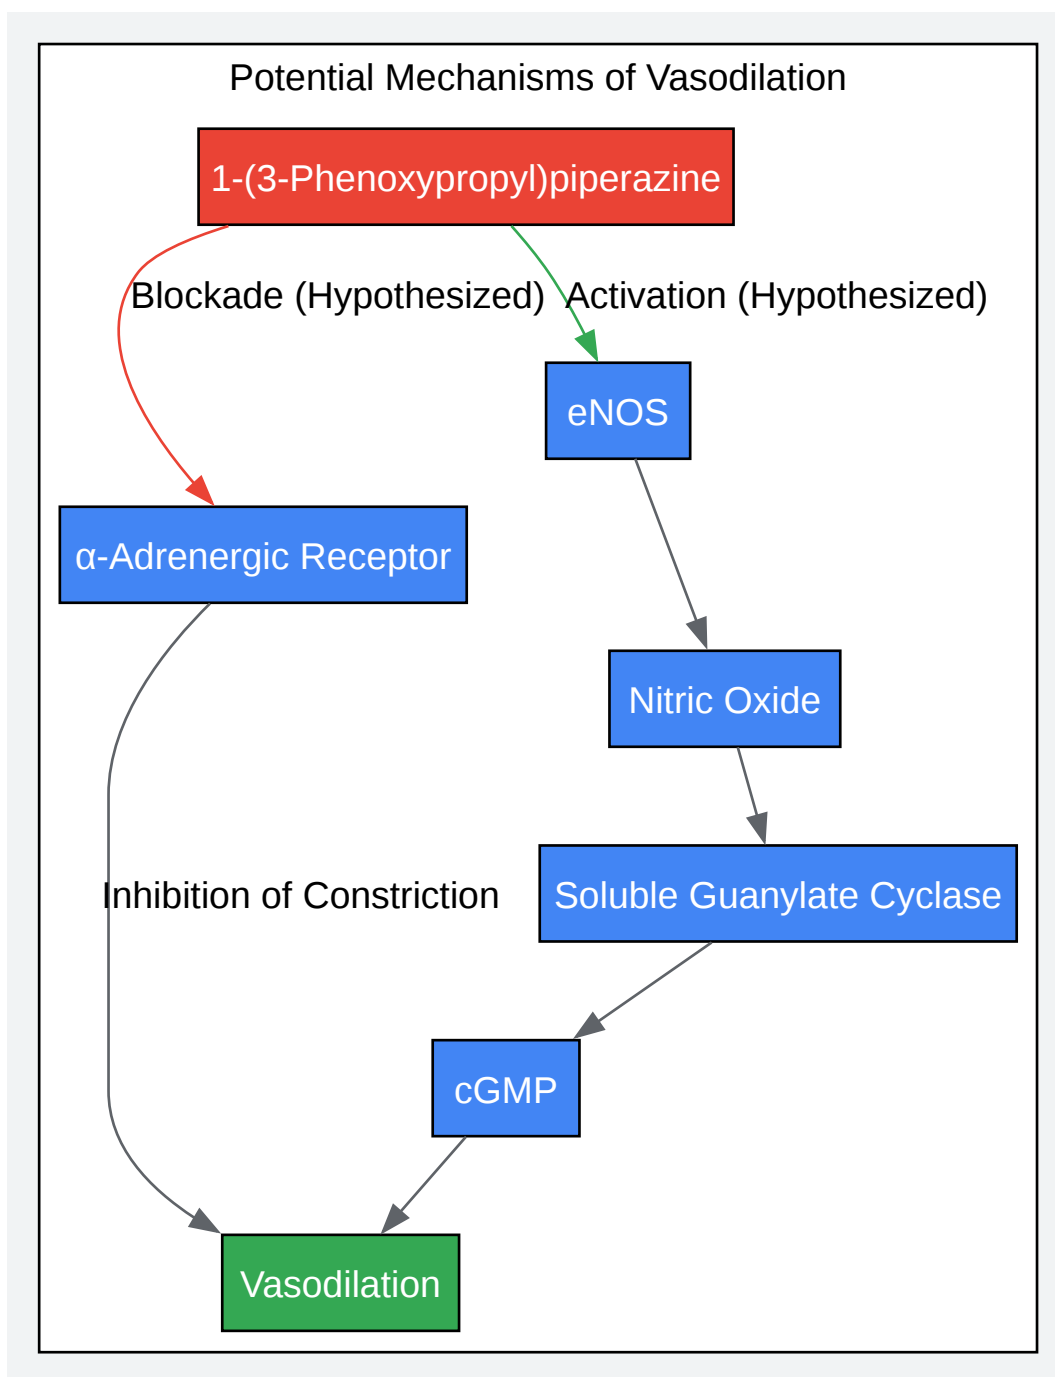 Potential Mechanisms of Vasodilation
1-(3-Phenoxypropyl)piperazine
Blockade (Hypothesized)
Activation (Hypothesized)
eNOS
α-Adrenergic Receptor
Nitric Oxide
Inhibition of Constriction
Soluble Guanylate Cyclase
cGMP
Vasodilation